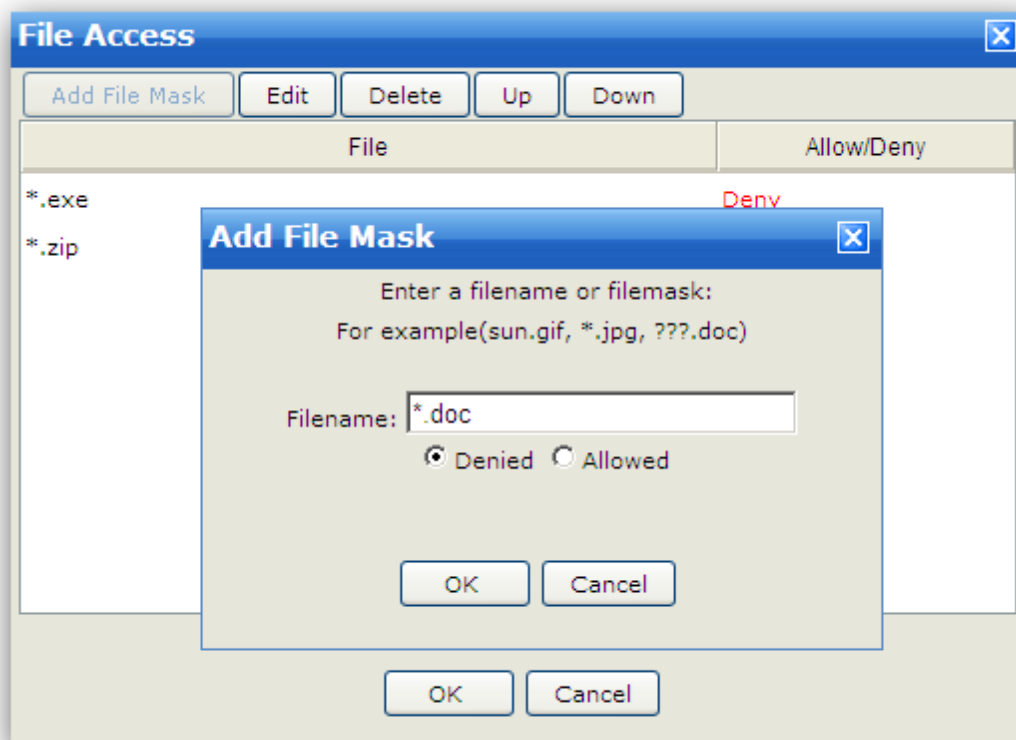 File Access
Add File Mask Edit Delete Up Down
File Allow/Deny
*.exe Deny
*.zip
Add File Mask
Enter a filename or filemask:
For example(sun.gif, *.jpg, ???.doc)
Filename: *.doc
Denied Allowed
OK Cancel
OK Cancel